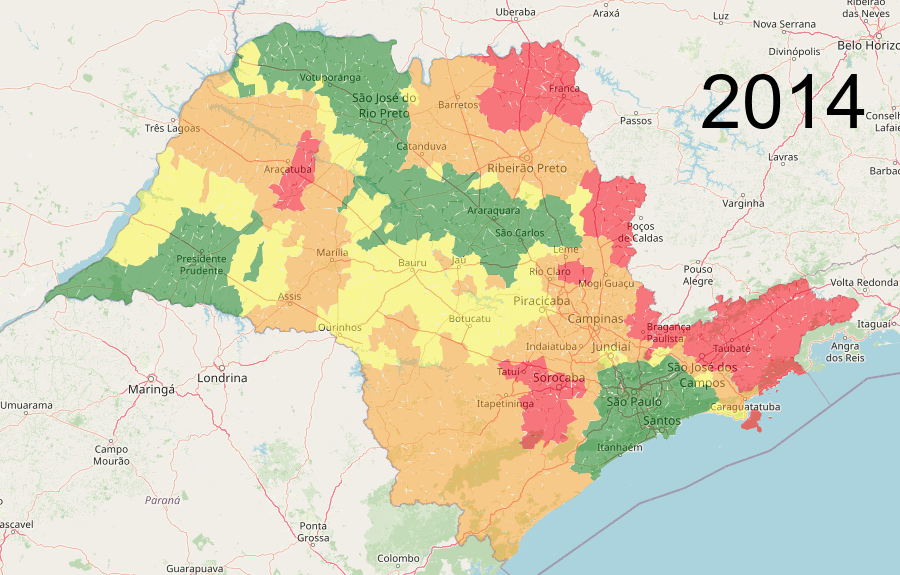 Uberaba
Araxá
Luz
Nova Serrana
Ribeirão
das Neves
Belo Horizo
Divinópolis
Votuporanga
São José do
Rio Preto
Barretos
Franca
Passos
Conselh
Lafaie
Três Lagoas
Catanduva
Lavras
Ribeirão Preto
Barbac
Araçatuba
Varginha
Araraquara
São Carlos
Poços
de Caldas
Marília
Leme
Presidente
Prudente
Bauru
Jaú
Rio Claro
Pouso
Alegre
Mogi Guaçu
Volta Redonda
Assis
Piracicaba
Campinas
Botucatu
Ourinhos
Bragança
Paulista
Itaguaí
Indaiatuba
Jundiaí
Taubaté
Angra
dos Reis
Londrina
Maringá
Tatuí
Sorocaba
São José dos
Campos
Umuarama
Itapetininga
São Paulo
Caraguatatuba
Santos
Itanhaém
Campo
Mourão
Paraná
ascavel
Ponta
Grossa
Colombo
Guarapuava
2014